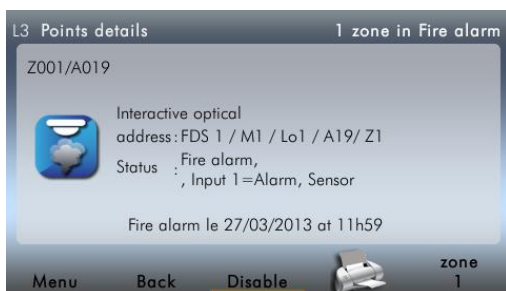 L3 Points details 1 zone in Fire alarm
Z001/A019
Interactive optical
address : FDS 1 / M1 / Lo1 / A19/ Z1
Status : Fire alarm,
, Input 1=Alarm, Sensor
Fire alarm le 27/03/2013 at 11h59
zone
Menu Back Disable 1